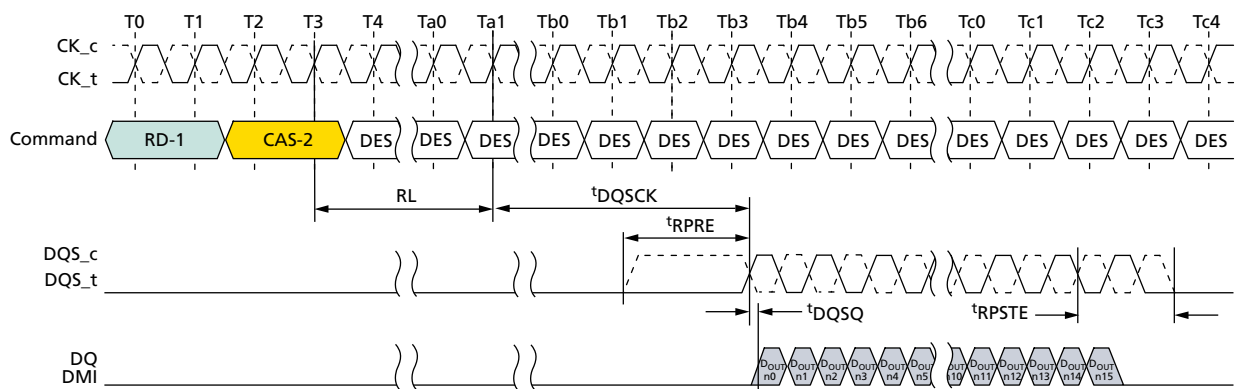 T0 T1 T2 T3 T4 Ta0 Ta1 Tb0 Tb1 Tb2 Tb3 Tb4 Tb5 Tb6 Tc0 Tc1 Tc2 Tc3 Tc4
CK_c
CK_t
Command RD-1 CAS-2 DES DES DES DES DES DES DES DES DES DES DES DES DES DES DES
RL tDQSCK
tRPRE
DQS_c
DQS_t
tDQSQ tRPSTE
DQ
DMI
DOUT n0 DOUT n1 DOUT n2 DOUT n3 DOUT n4 DOUT n5 DOUT n10 DOUT n11 DOUT n12 DOUT n13 DOUT n14 DOUT n15